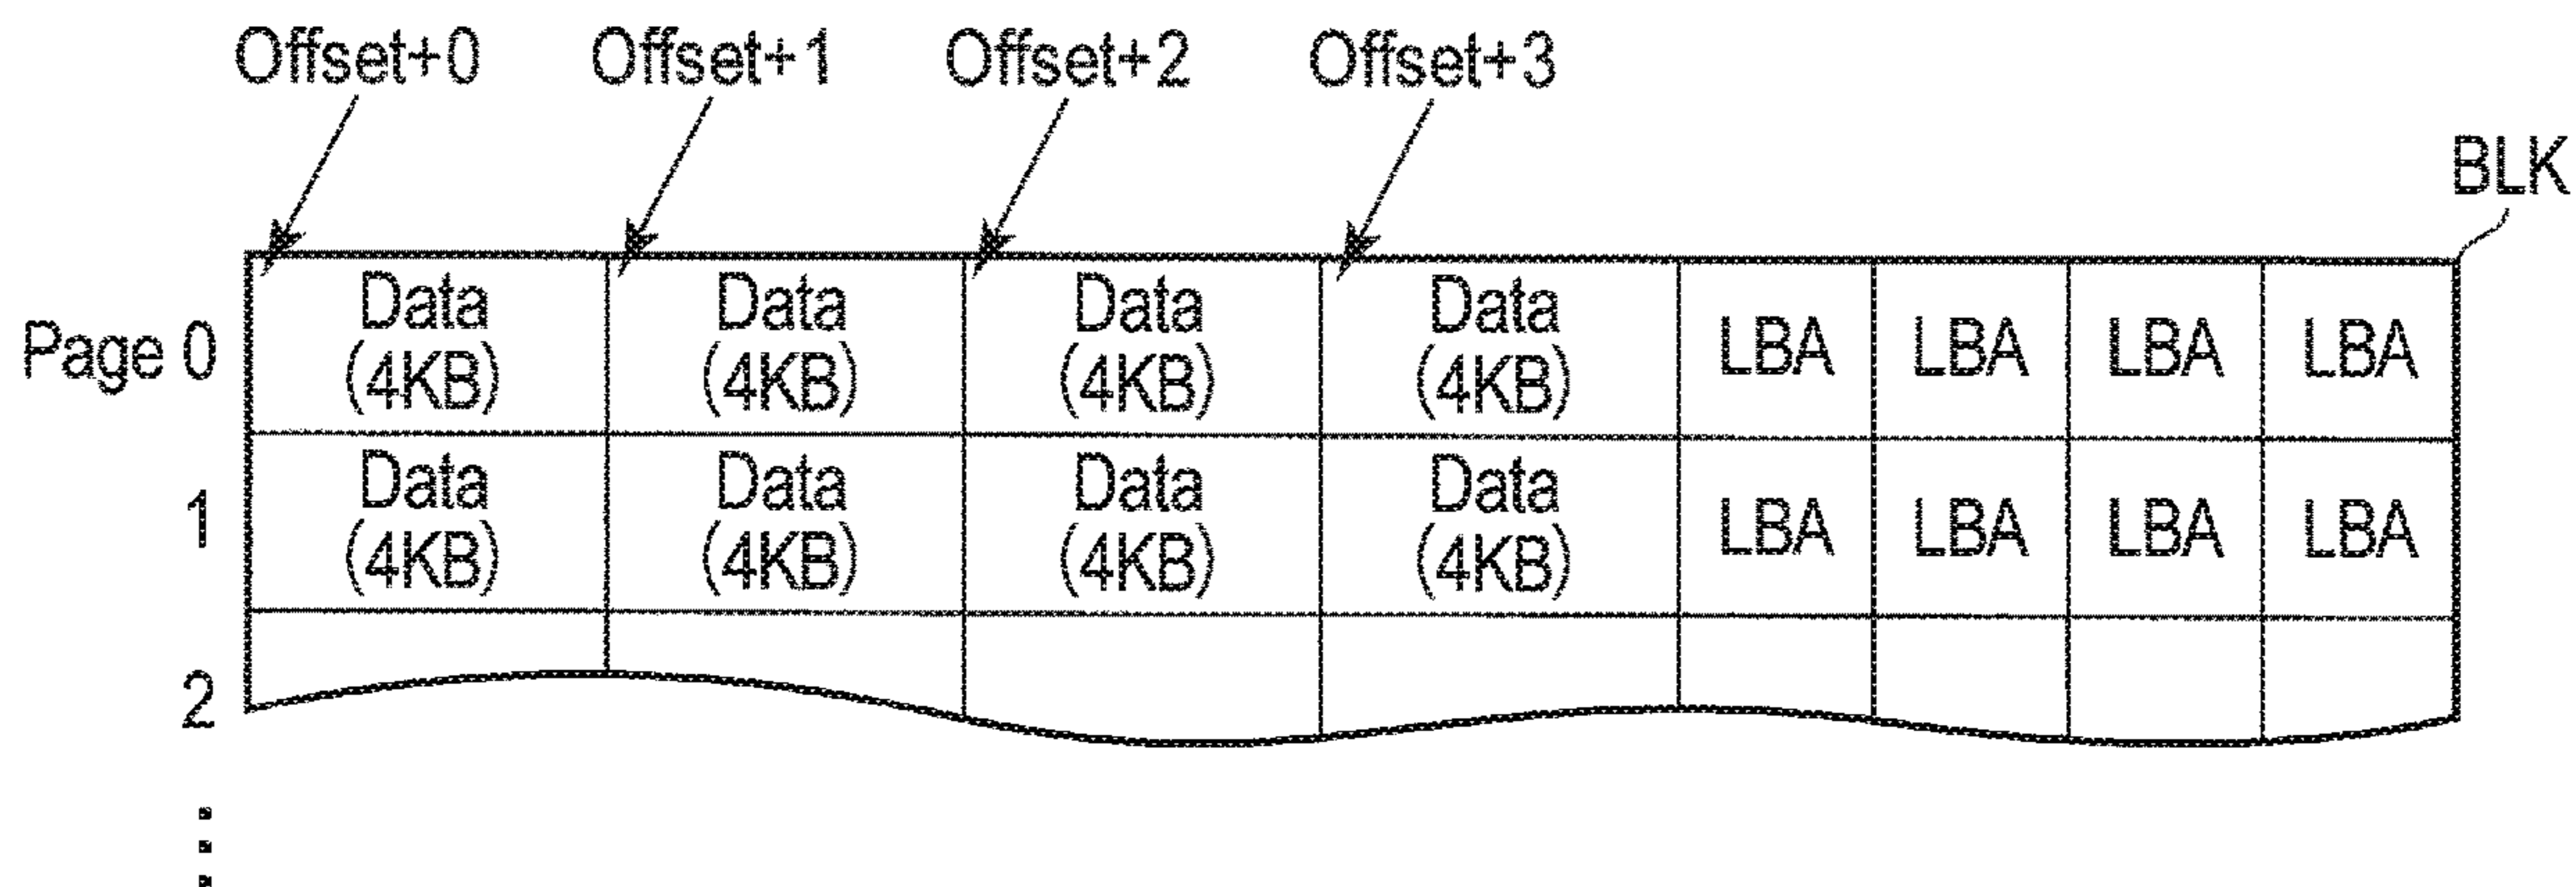 Offset+0 Offset+1 Offset+2 Offset+3
BLK
Page 0 Data (4KB) Data (4KB) Data (4KB) Data (4KB) LBA LBA LBA LBA
1 Data (4KB) Data (4KB) Data (4KB) Data (4KB) LBA LBA LBA LBA
2